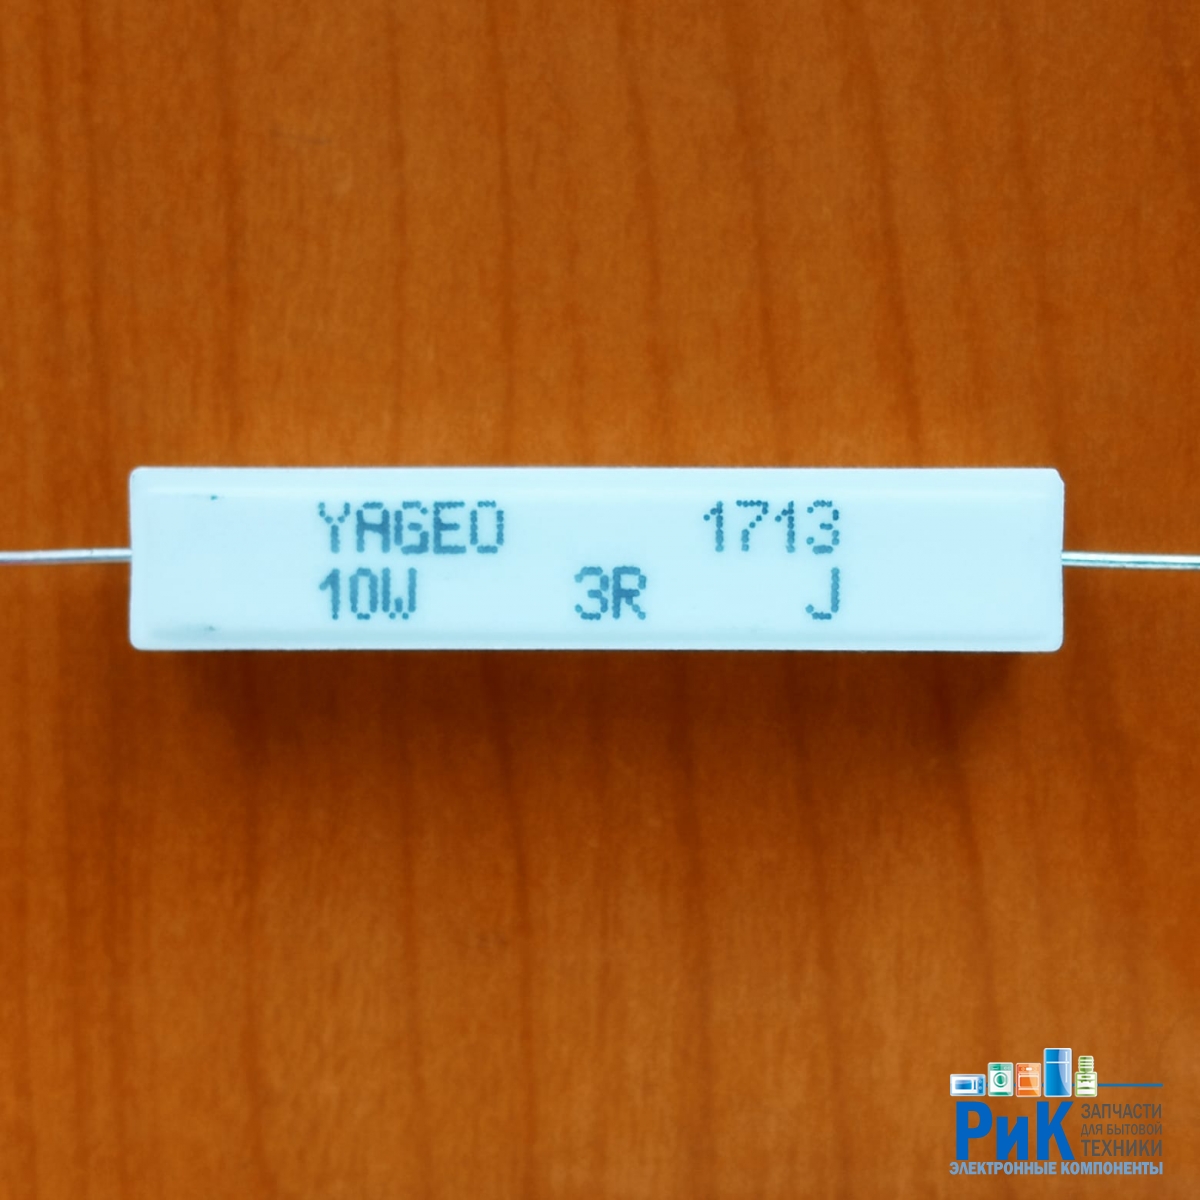 YAGEO 1713
10W 3R J
РиК
ЗАПЧАСТИ
ДЛЯ БЫТОВОЙ
ТЕХНИКИ
ЭЛЕКТРОННЫЕ КОМПОНЕНТЫ